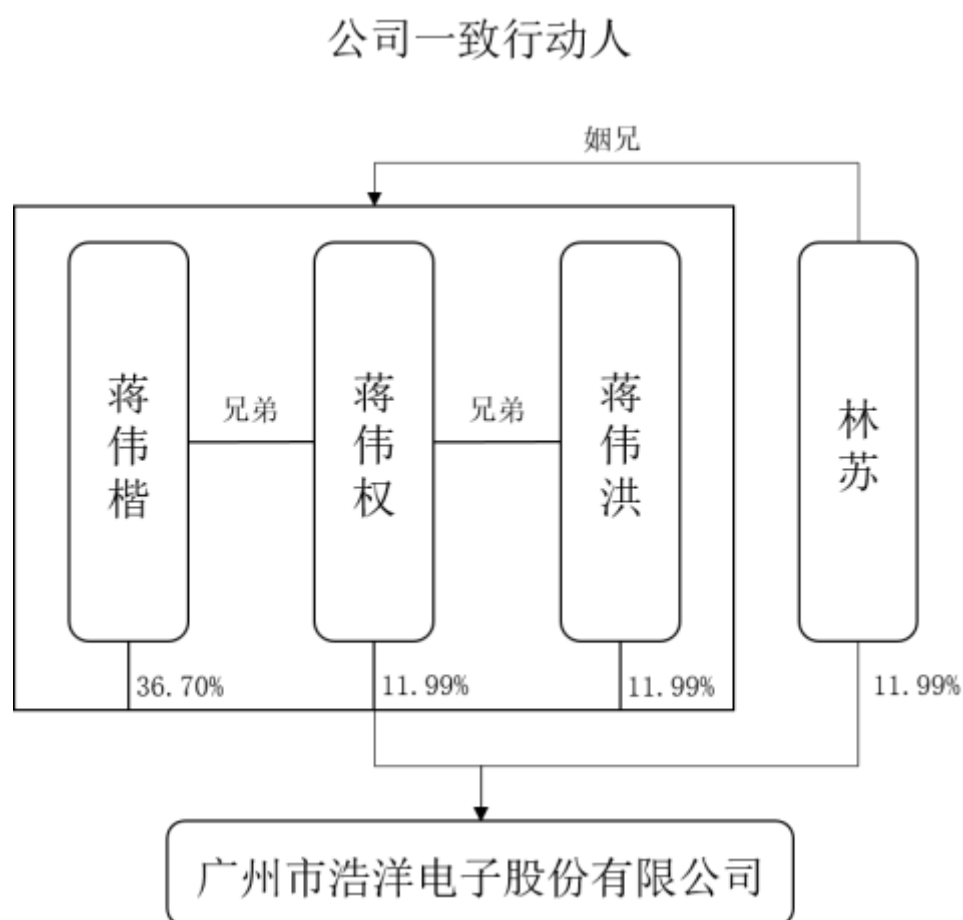 公司一致行动人
姻兄
蒋伟楷
兄弟
蒋伟权
兄弟
蒋伟洪
林苏
36.70%
11.99%
11.99%
11.99%
广州市浩洋电子股份有限公司